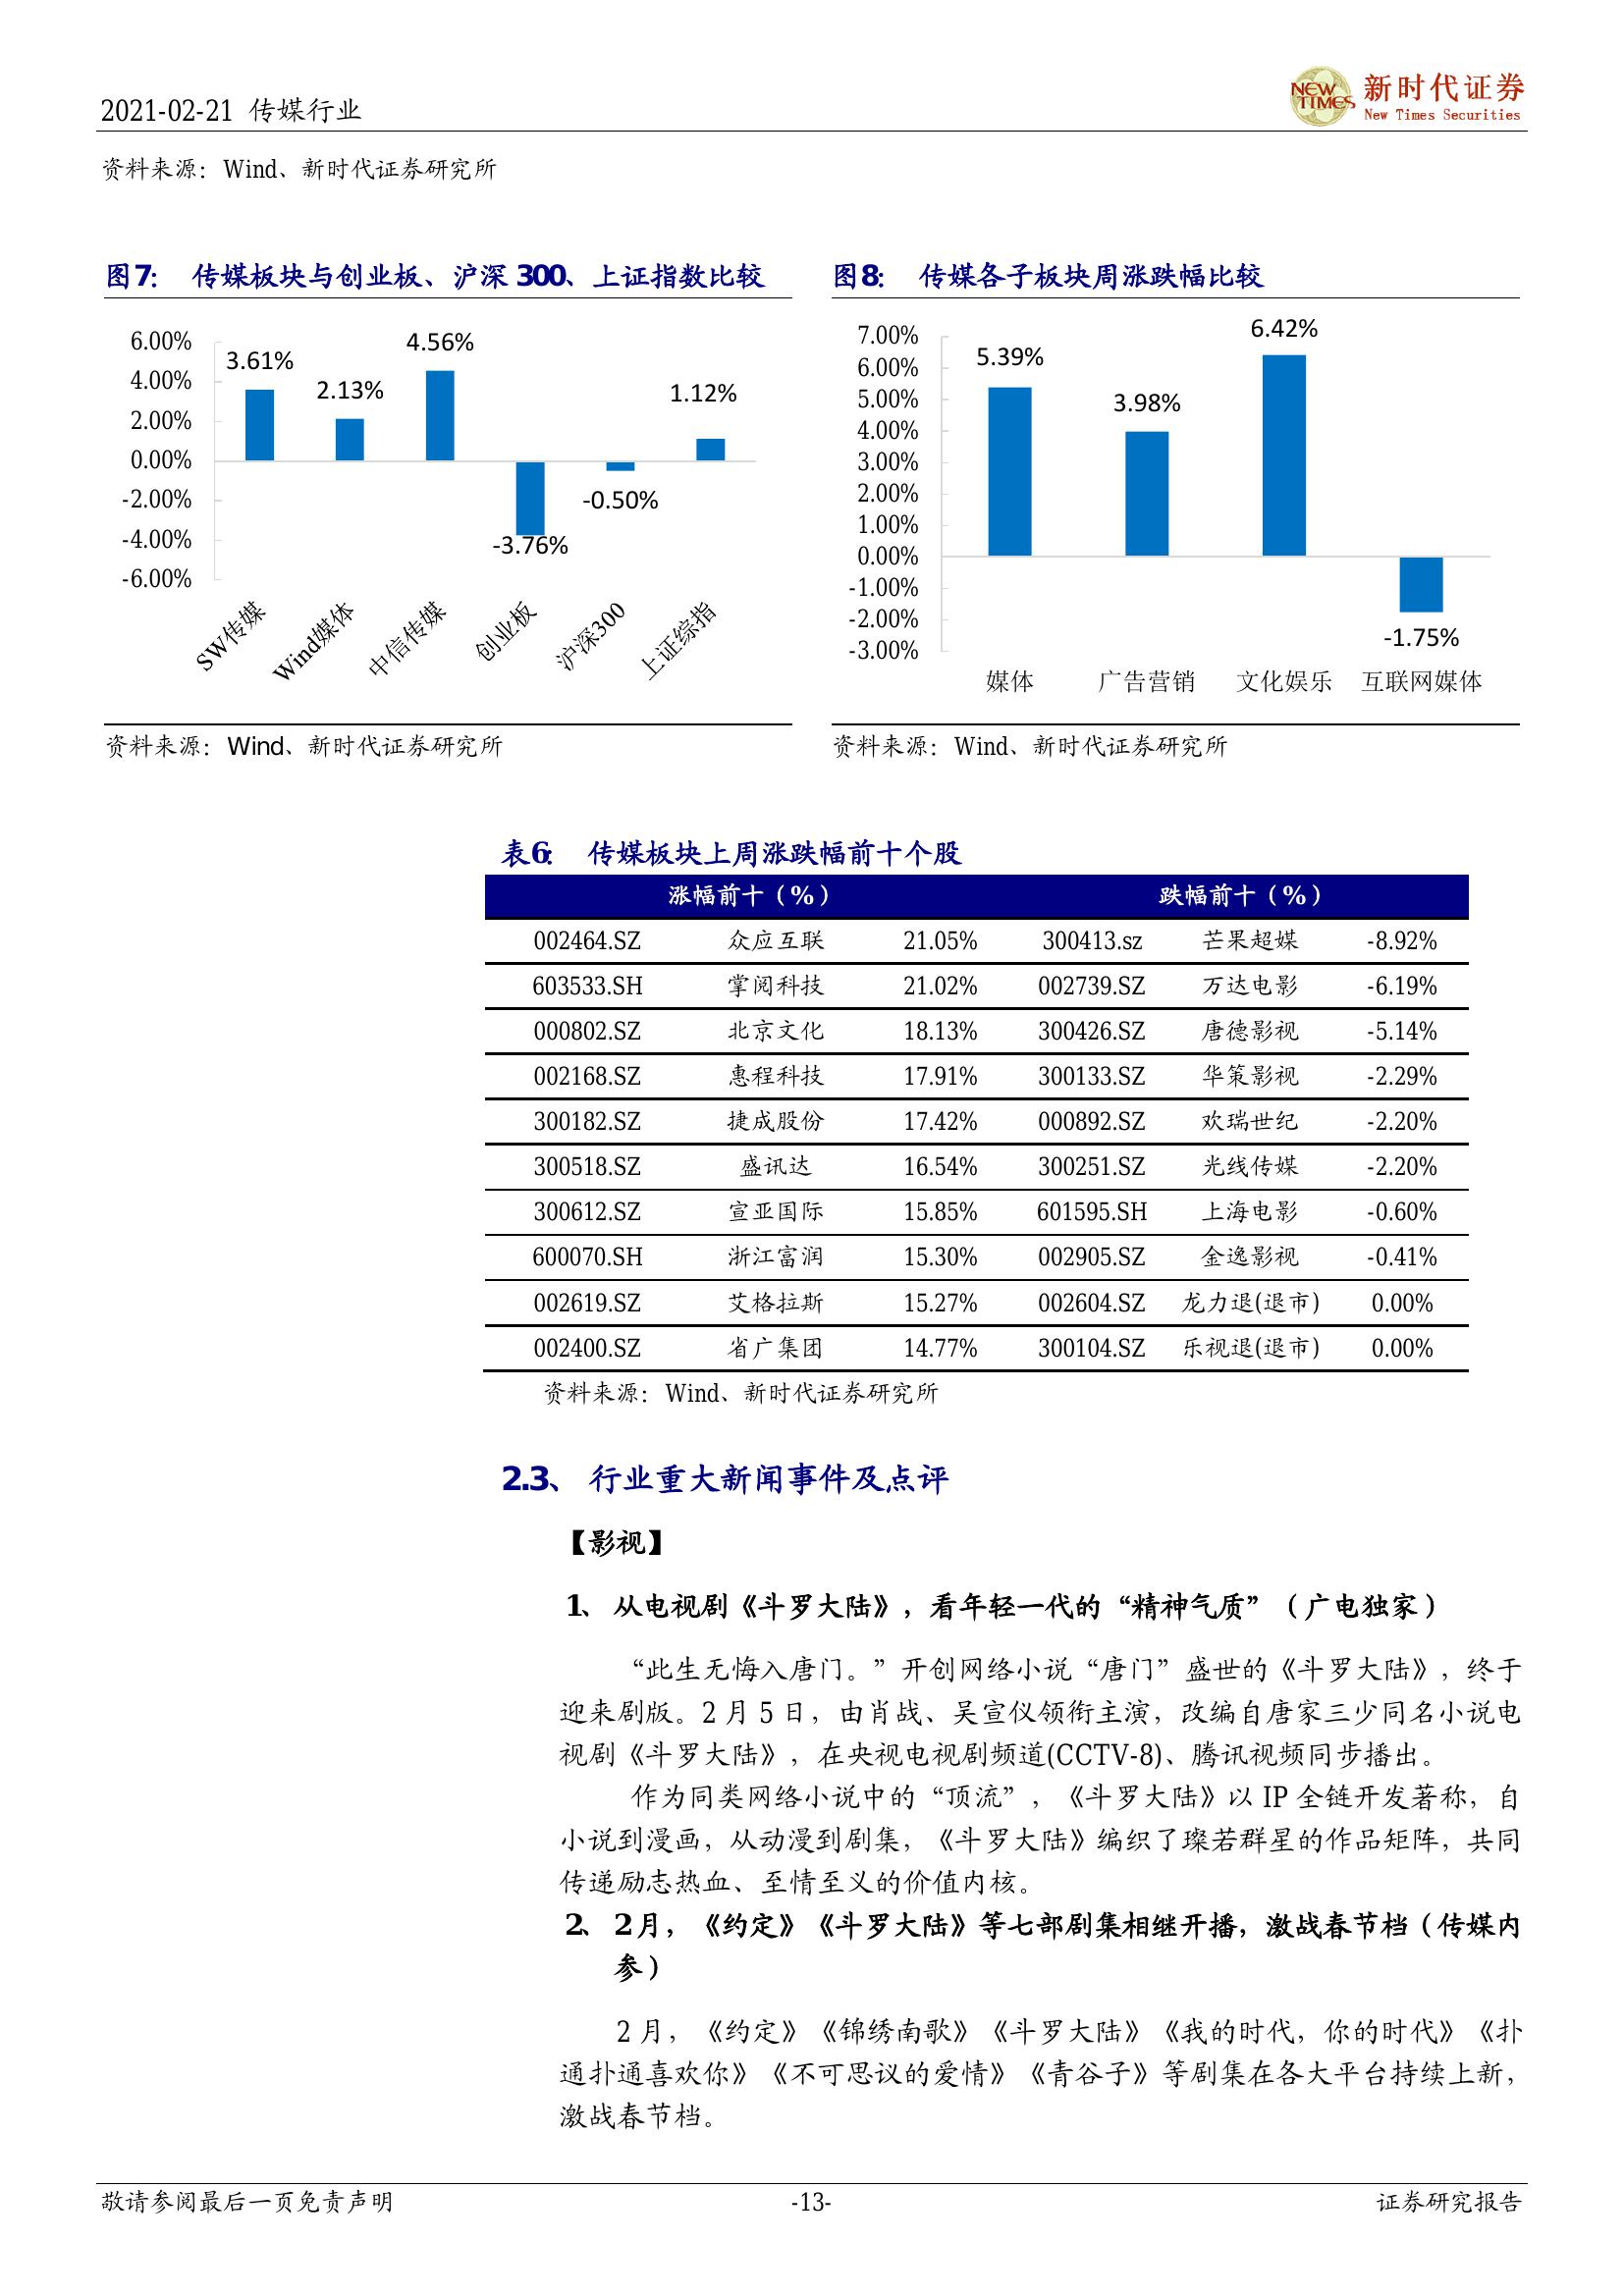 2021-02-21 传媒行业
NEW TIMES
新时代证券
New Times Securities
资料来源：Wind、新时代证券研究所
图7： 传媒板块与创业板、沪深 300、上证指数比较
6.00%
4.00%
2.00%
0.00%
-2.00%
-4.00%
-6.00%
3.61%
2.13%
4.56%
-3.76%
-0.50%
1.12%
SW传媒
Wind媒体
中信传媒
创业板
沪深300
上证综指
资料来源：Wind、新时代证券研究所
图8： 传媒各子板块周涨跌幅比较
7.00%
6.00%
5.00%
4.00%
3.00%
2.00%
1.00%
0.00%
-1.00%
-2.00%
-3.00%
5.39%
3.98%
6.42%
-1.75%
媒体 广告营销 文化娱乐 互联网媒体
资料来源：Wind、新时代证券研究所
表6： 传媒板块上周涨跌幅前十个股
涨幅前十（%） 跌幅前十（%）
002464.SZ 众应互联 21.05% 300413.sz 芒果超媒 -8.92%
603533.SH 掌阅科技 21.02% 002739.SZ 万达电影 -6.19%
000802.SZ 北京文化 18.13% 300426.SZ 唐德影视 -5.14%
002168.SZ 惠程科技 17.91% 300133.SZ 华策影视 -2.29%
300182.SZ 捷成股份 17.42% 000892.SZ 欢瑞世纪 -2.20%
300518.SZ 盛讯达 16.54% 300251.SZ 光线传媒 -2.20%
300612.SZ 宣亚国际 15.85% 601595.SH 上海电影 -0.60%
600070.SH 浙江富润 15.30% 002905.SZ 金逸影视 -0.41%
002619.SZ 艾格拉斯 15.27% 002604.SZ 龙力退(退市) 0.00%
002400.SZ 省广集团 14.77% 300104.SZ 乐视退(退市) 0.00%
资料来源：Wind、新时代证券研究所
2.3、 行业重大新闻事件及点评
【影视】
1、 从电视剧《斗罗大陆》，看年轻一代的“精神气质”（广电独家）
“此生无悔入唐门。”开创网络小说“唐门”盛世的《斗罗大陆》，终于
迎来剧版。2 月 5 日，由肖战、吴宣仪领衔主演，改编自唐家三少同名小说电
视剧《斗罗大陆》，在央视电视剧频道(CCTV-8)、腾讯视频同步播出。
作为同类网络小说中的“顶流”，《斗罗大陆》以 IP 全链开发著称，自
小说到漫画，从动漫到剧集，《斗罗大陆》编织了璨若群星的作品矩阵，共同
传递励志热血、至情至义的价值内核。
2、 2月，《约定》《斗罗大陆》等七部剧集相继开播，激战春节档（传媒内
参）
2 月，《约定》《锦绣南歌》《斗罗大陆》《我的时代，你的时代》《扑
通扑通喜欢你》《不可思议的爱情》《青谷子》等剧集在各大平台持续上新，
激战春节档。
敬请参阅最后一页免责声明 -13- 证券研究报告